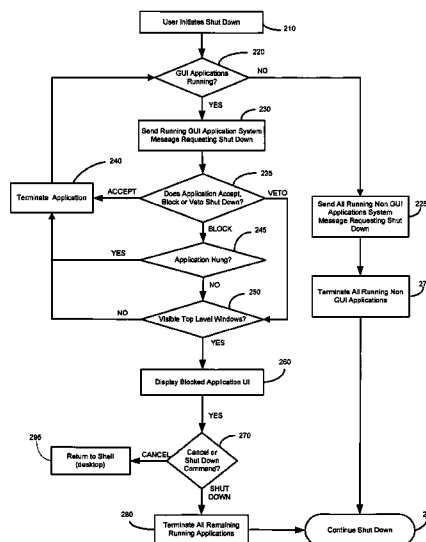 User Initiates Shut Down
210
220
GUI Applications
Running?
NO
YES
230
Send Running GUI Application System
Message Requesting Shut Down
240
235
Terminate Application
ACCEPT
Does Application Accept,
Block or Veto Shut Down?
VETO
225
Send All Running Non GUI
Applications System
Message Requesting Shut
Down
BLOCK
245
YES
Application Hung?
NO
250
Terminate All Running Non
GUI Applications
NO
Visible Top Level Windows?
YES
260
Display Blocked Application UI
YES
270
295
Return to Shell
(desktop)
CANCEL
Cancel or
Shut Down
Command?
SHUT
DOWN
280
Terminate All Remaining
Running Applications
Continue Shut Down